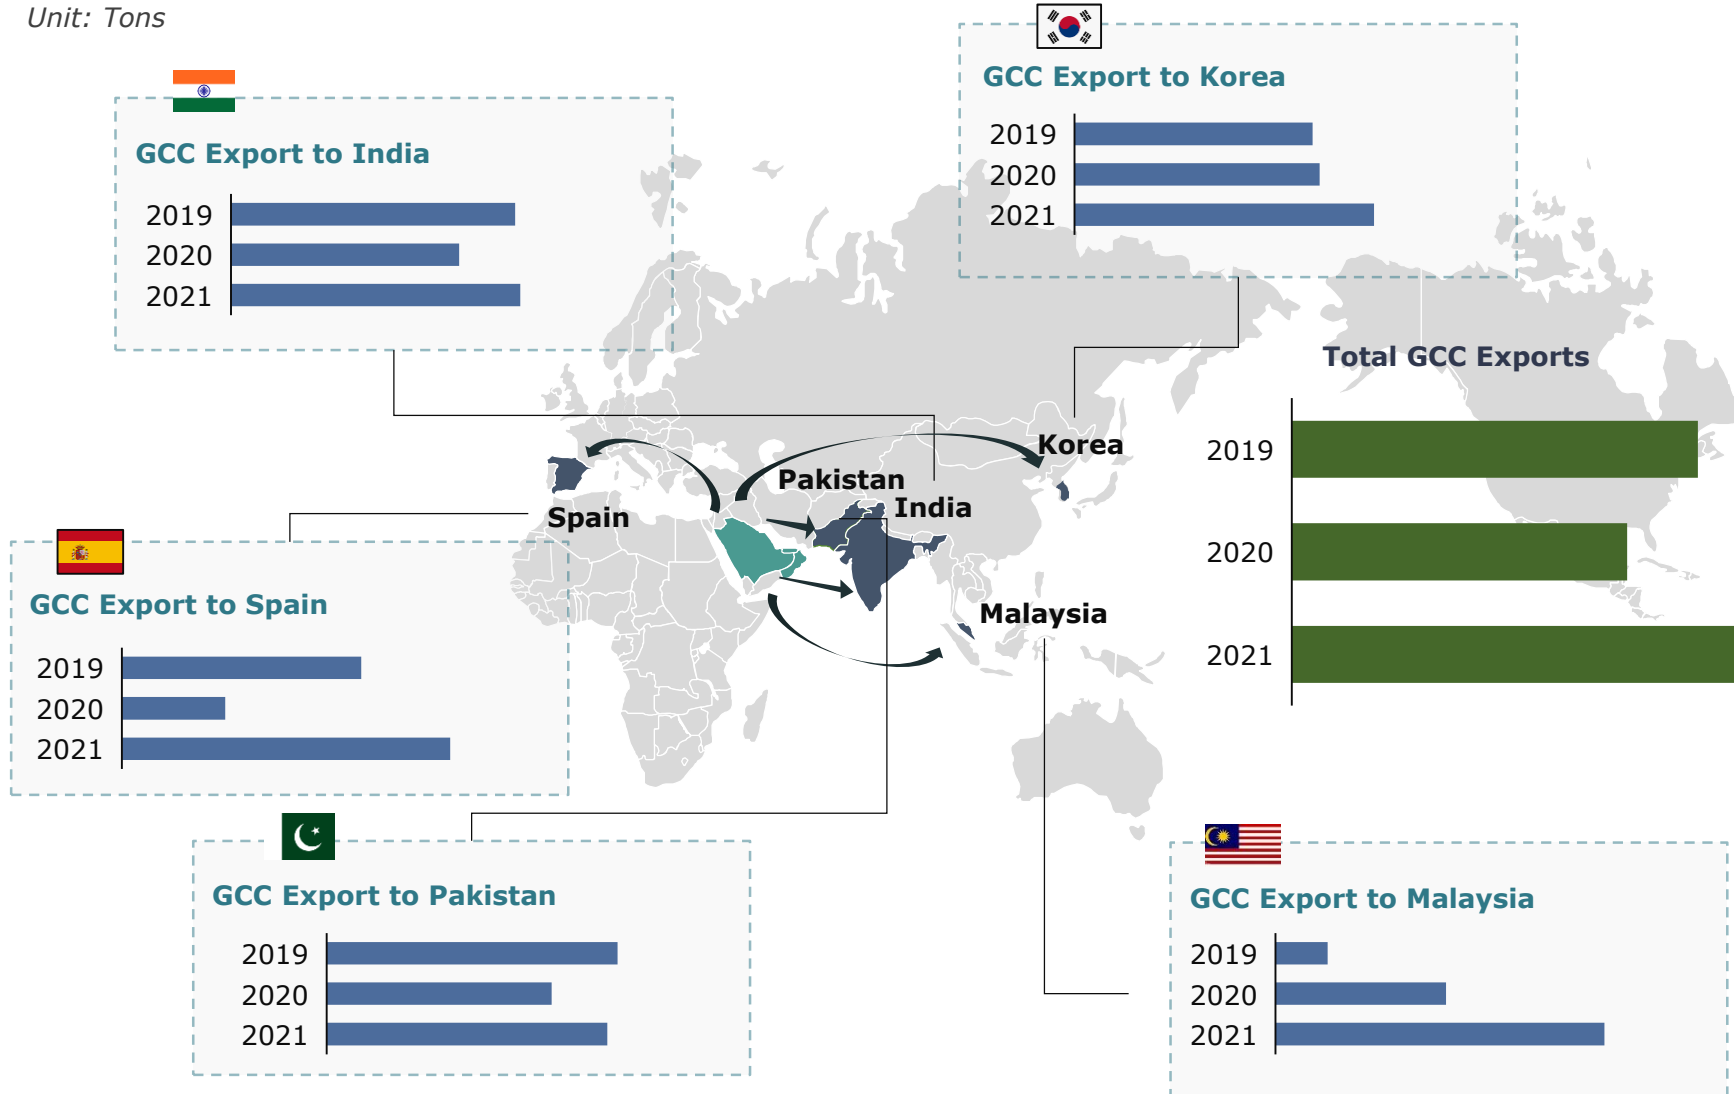 Unit: Tons
GCC Export to India
2019
2020
2021
GCC Export to Korea
2019
2020
2021
Total GCC Exports
2019
2020
2021
Korea
Pakistan
India
Spain
Malaysia
GCC Export to Spain
2019
2020
2021
GCC Export to Pakistan
2019
2020
2021
GCC Export to Malaysia
2019
2020
2021